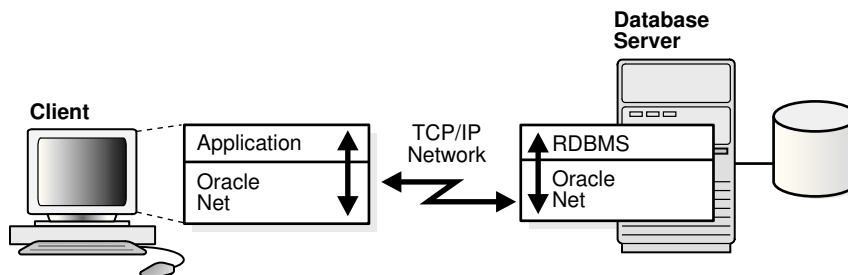 Database
Server
Client
Application
Oracle
Net
TCP/IP
Network
RDBMS
Oracle
Net